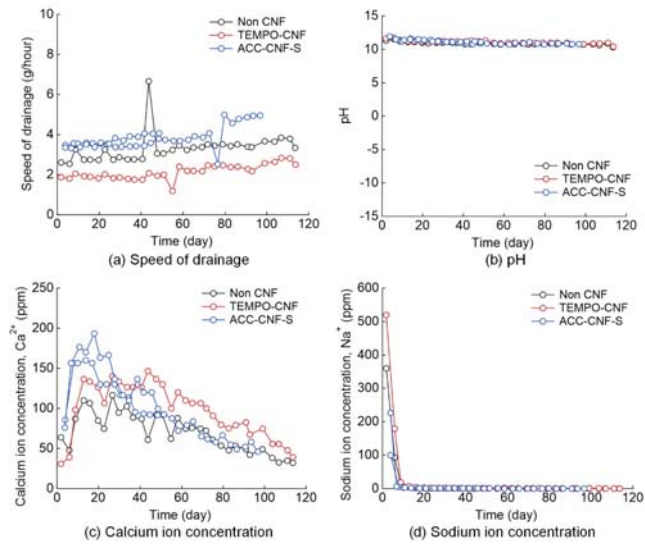 Non CNF
TEMPO-CNF
ACC-CNF-S
Speed of drainage (g/hour)
10
8
6
4
2
0
0 20 40 60 80 100 120
Time (day)
(a) Speed of drainage
pH
15
10
5
0
-5
-10
-15
Non CNF
TEMPO-CNF
ACC-CNF-S
0 20 40 60 80 100 120
Time (day)
(b) pH
Calcium ion concentration, Ca²⁺ (ppm)
250
200
150
100
50
0
Non CNF
TEMPO-CNF
ACC-CNF-S
0 20 40 60 80 100 120
Time (day)
(c) Calcium ion concentration
Sodium ion concentration, Na⁺ (ppm)
600
500
400
300
200
100
0
Non CNF
TEMPO-CNF
ACC-CNF-S
0 20 40 60 80 100 120
Time (day)
(d) Sodium ion concentration